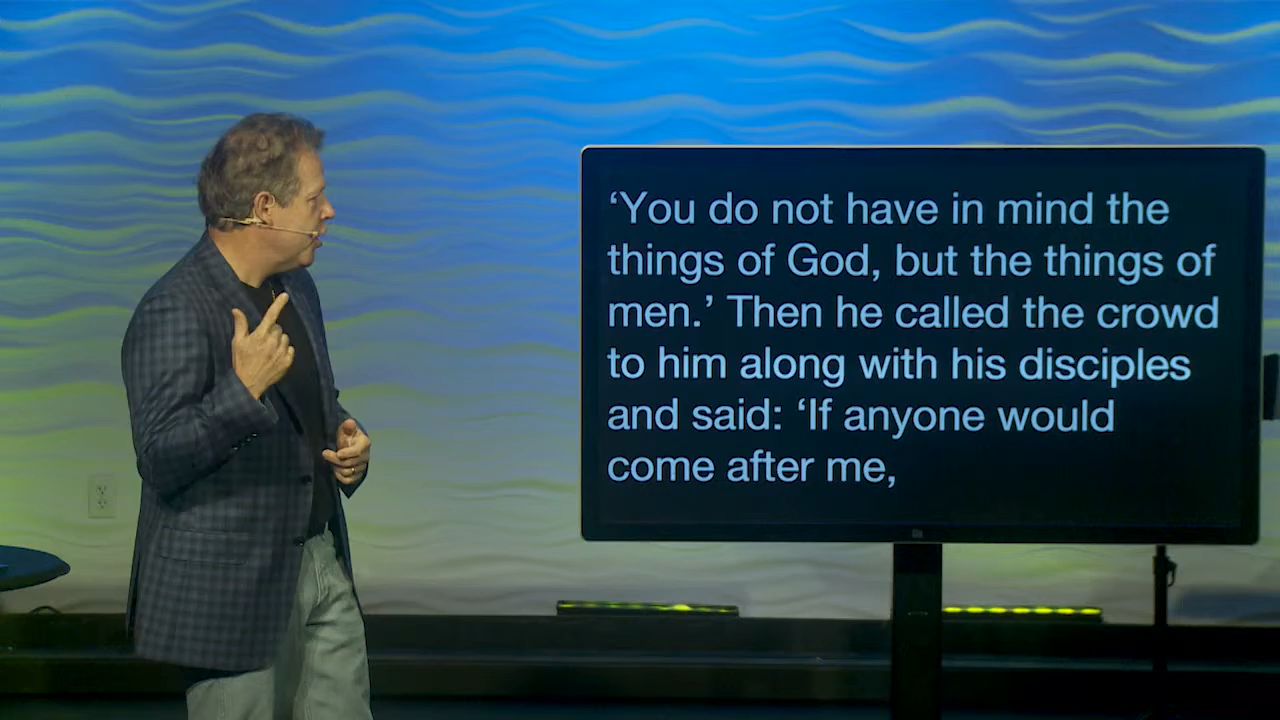 ‘You do not have in mind the
things of God, but the things of
men.’ Then he called the crowd
to him along with his disciples
and said: ‘If anyone would
come after me,